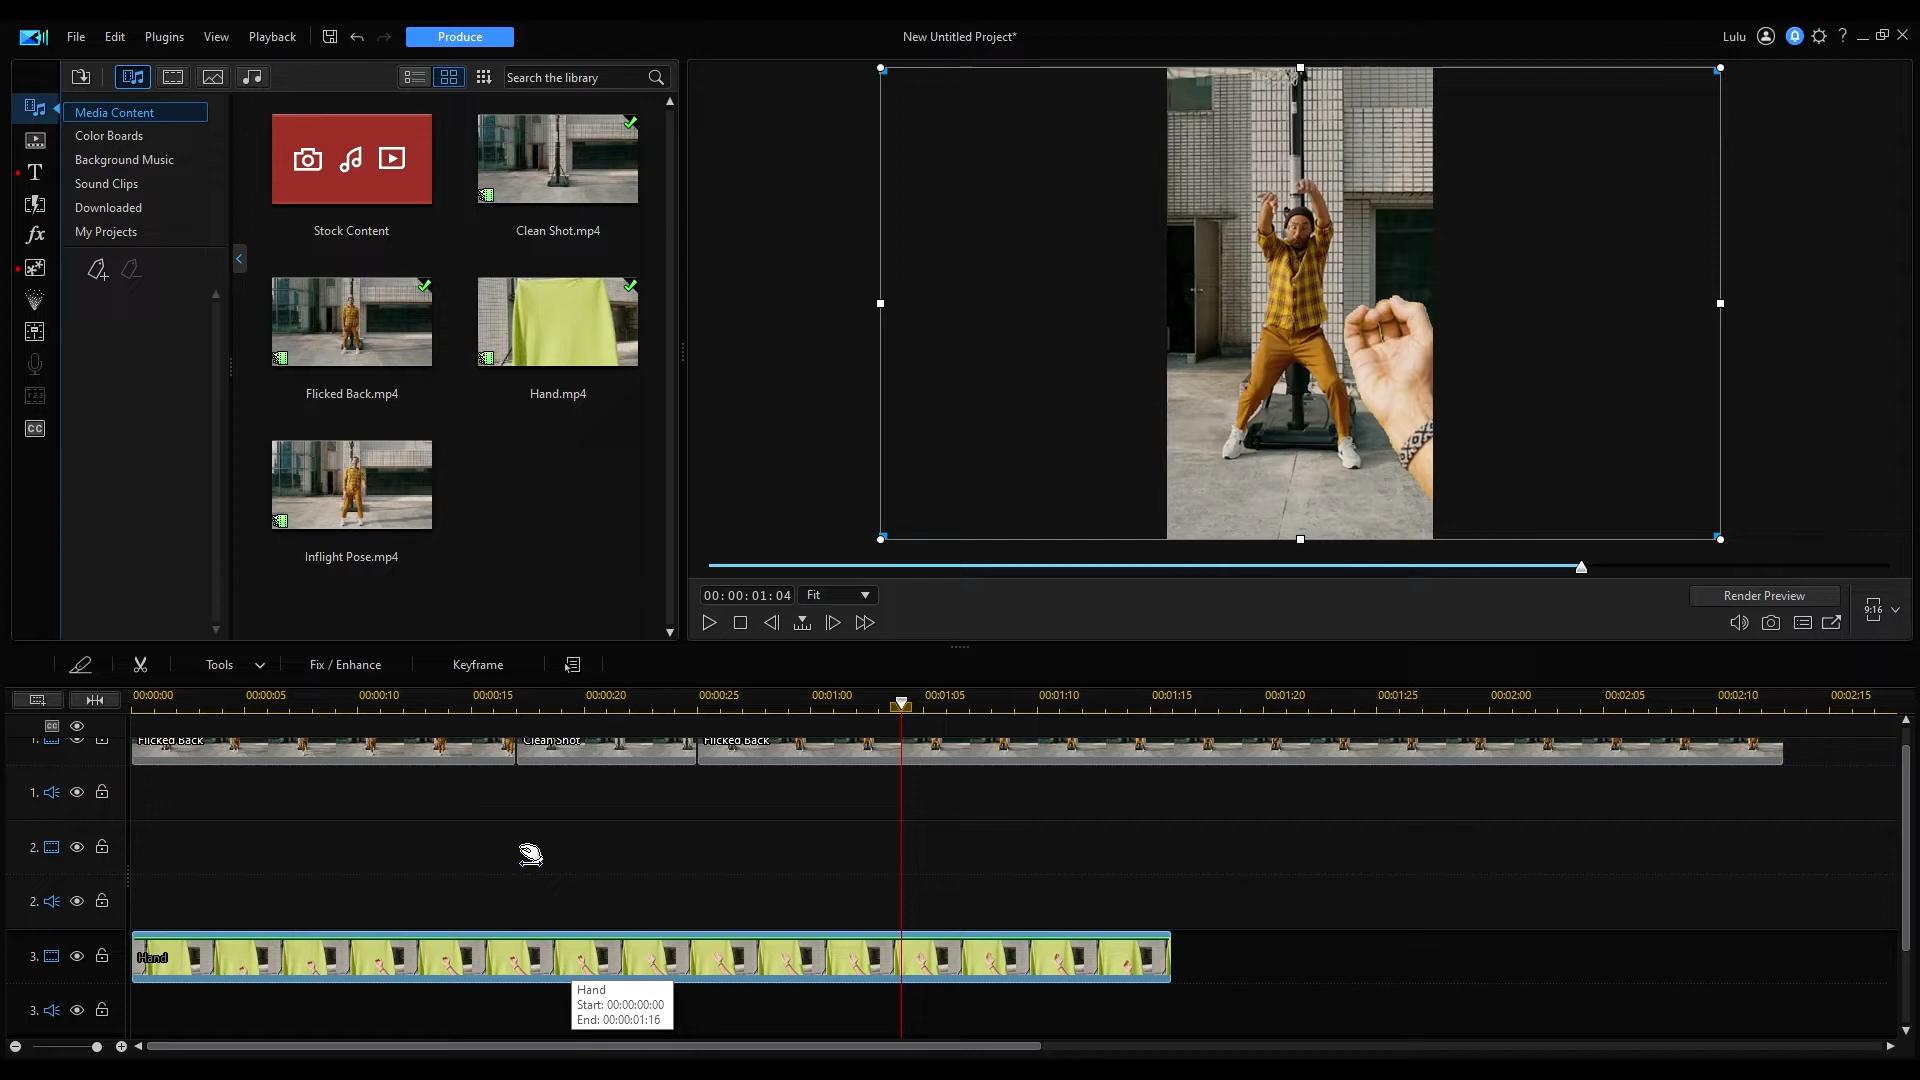 File Edit Plugins View Playback Produce New Untitled Project* Lulu ?
Search the library
Media Content
Color Boards
Background Music
Sound Clips
Downloaded
My Projects
T
fx
CC
Stock Content
Clean Shot.mp4
Flicked Back.mp4
Hand.mp4
Inflight Pose.mp4
00:00:01:04 Fit Render Preview
9:16
Tools Fix / Enhance Keyframe
00:00:00 00:00:05 00:00:10 00:00:15 00:00:20 00:00:25 00:01:00 00:01:05 00:01:10 00:01:15 00:01:20 00:01:25 00:02:00 00:02:05 00:02:10 00:02:15
CC
1. Flicked Back Clean Shot Flicked Back
1.
2.
2.
3. Hand
Hand
Start: 00:00:00:00
End: 00:00:01:16
3.